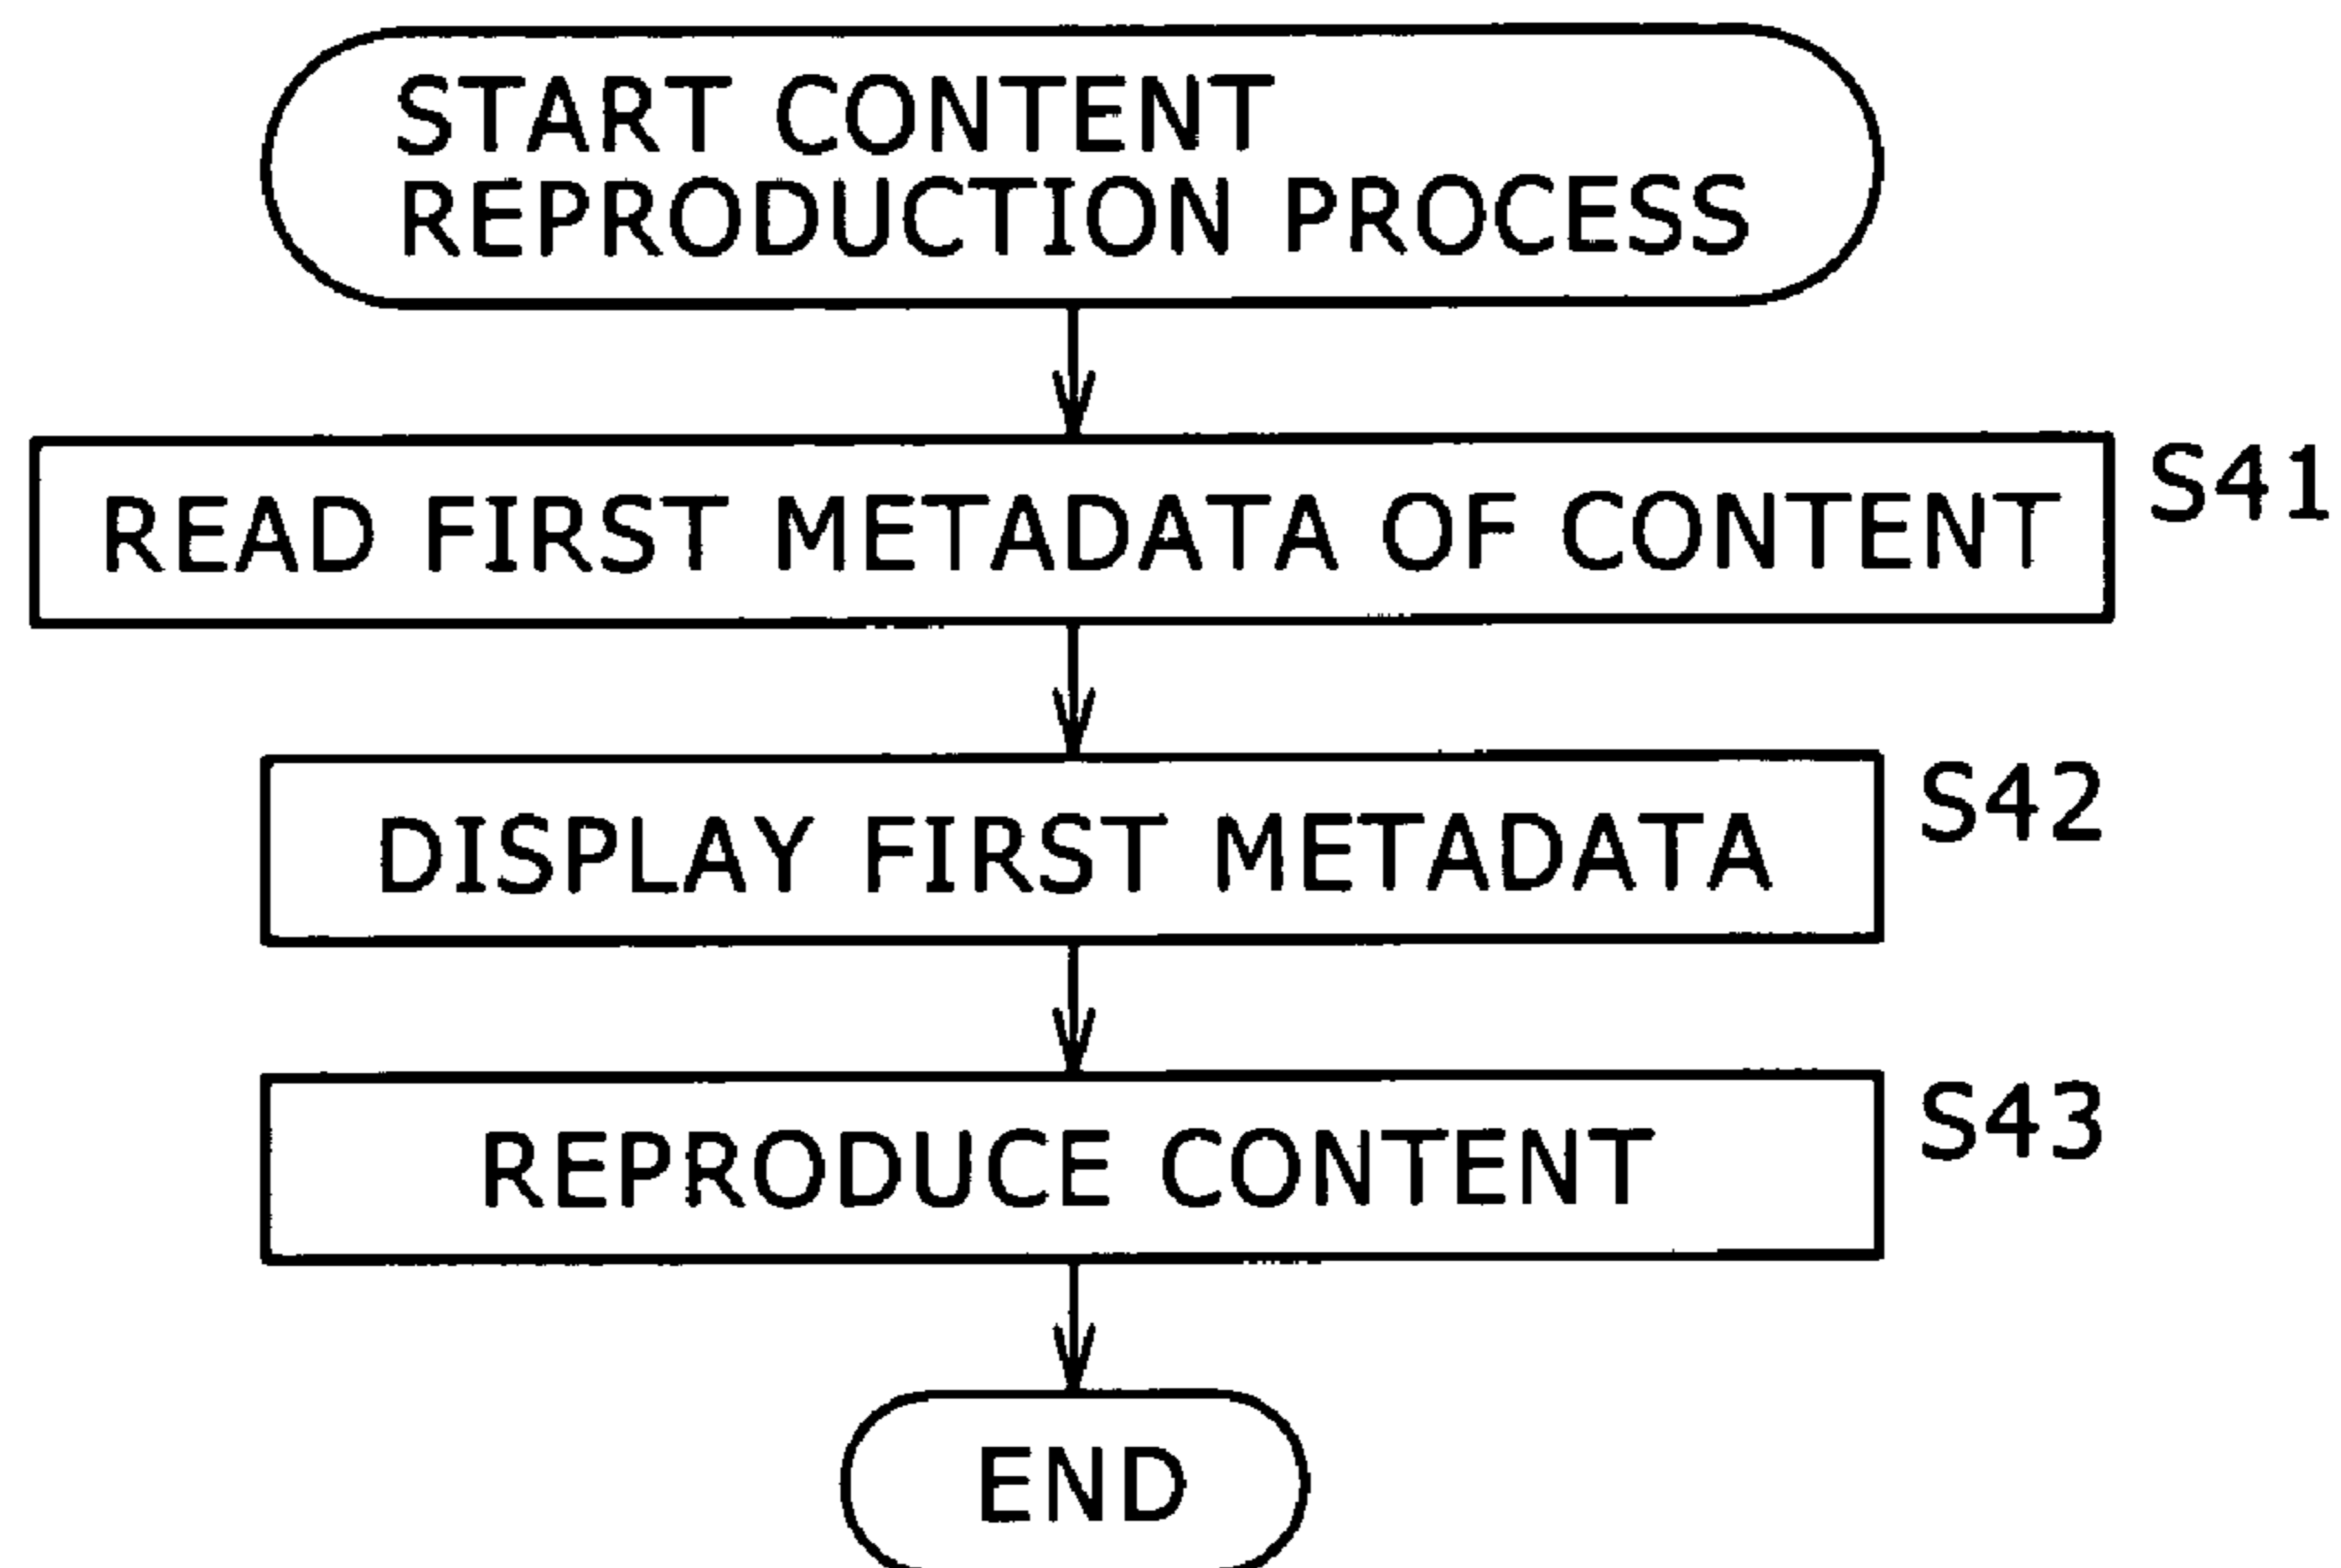 START CONTENT
REPRODUCTION PROCESS
READ FIRST METADATA OF CONTENT
S41
DISPLAY FIRST METADATA
S42
REPRODUCE CONTENT
S43
END